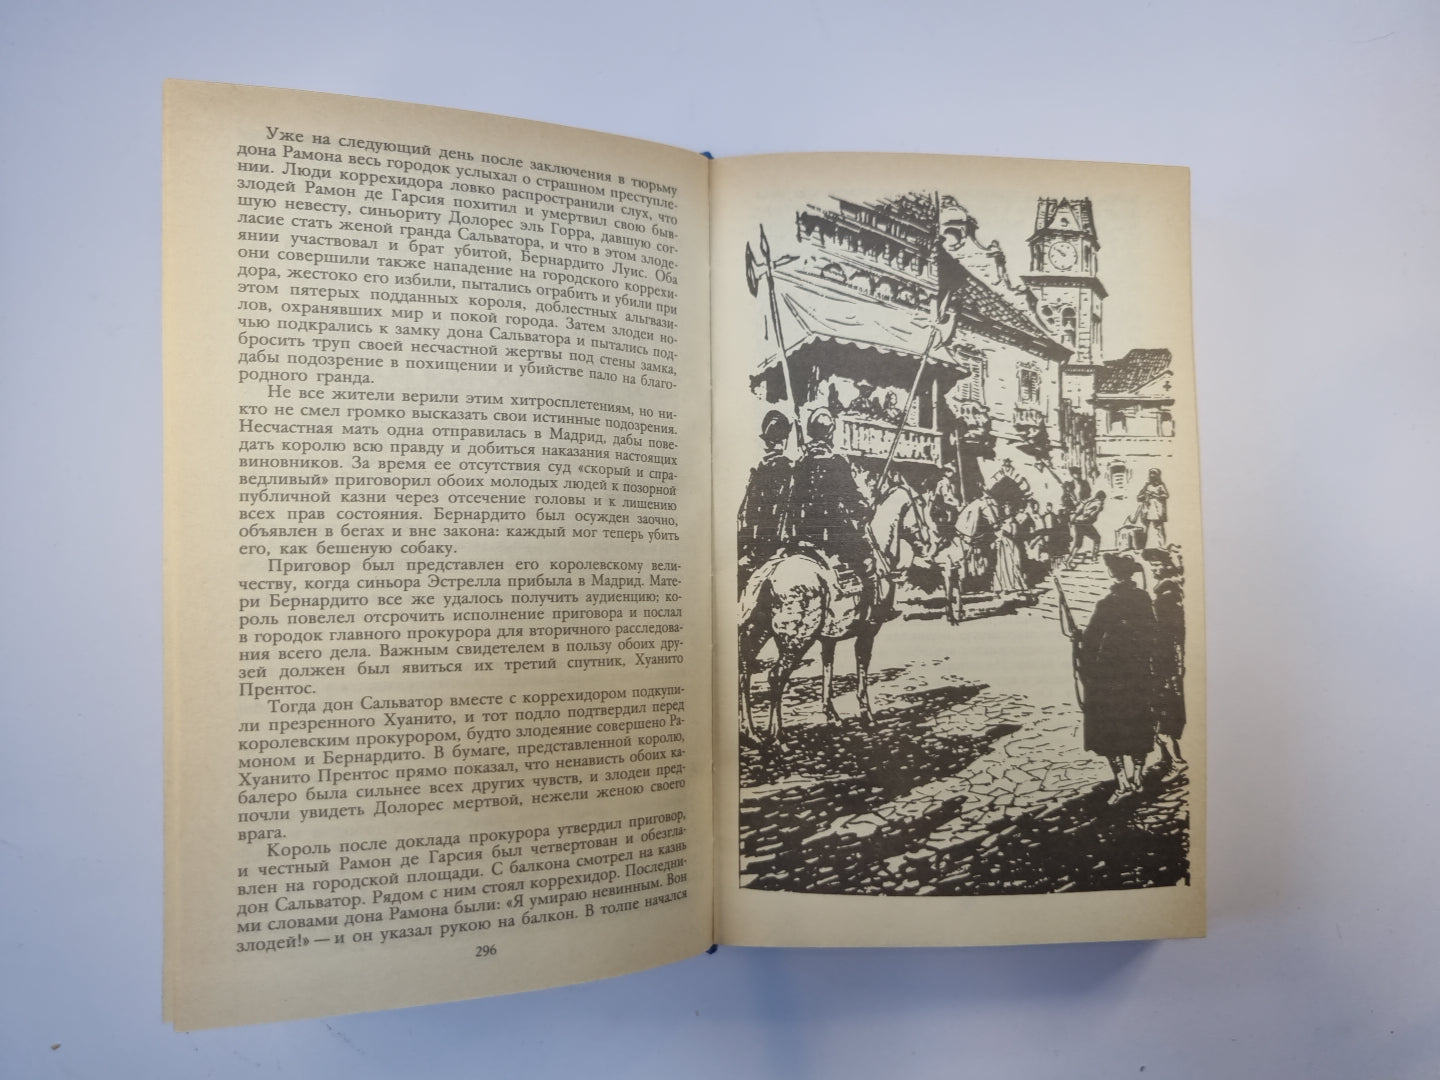 Уже на следующий день после заключения в тюрьму
дона Рамона весь городок услыхал о страшном преступле-
нии. Люди коррехидора ловко распространили слух, что
злодей Рамон де Гарсия похитил и умертвил свою быв-
шую невесту, синьориту Долорес эль Горра, давшую сог-
ласие стать женой гранда Сальватора, и что в этом злоде-
янии участвовал и брат убитой, Бернардито Луис. Оба
они совершили также нападение на городского коррехи-
дора, жестоко его избили, пытались ограбить и убили при
этом пятерых подданных короля, доблестных альгвази-
лов, охранявших мир и покой города. Затем злодеи но-
чью подкрались к замку дона Сальватора и пытались под-
бросить труп своей несчастной жертвы под стены замка,
дабы подозрение в похищении и убийстве пало на благо-
родного гранда.
Не все жители верили этим хитросплетениям, но ни-
кто не смел громко высказать свои истинные подозрения.
Несчастная мать одна отправилась в Мадрид, дабы пове-
дать королю всю правду и добиться наказания настоящих
виновников. За время ее отсутствия суд «скорый и спра-
ведливый» приговорил обоих молодых людей к позорной
публичной казни через отсечение головы и к лишению
всех прав состояния. Бернардито был осужден заочно,
объявлен в бегах и вне закона: каждый мог теперь убить
его, как бешеную собаку.
Приговор был представлен его королевскому вели-
честву, когда синьора Эстрелла прибыла в Мадрид. Мате-
ри Бернардито все же удалось получить аудиенцию; ко-
роль повелел отсрочить исполнение приговора и послал
в городок главного прокурора для вторичного расследова-
ния всего дела. Важным свидетелем в пользу обоих дру-
зей должен был явиться их третий спутник, Хуанито
Прентос.
Тогда дон Сальватор вместе с коррехидором подкупи-
ли презренного Хуанито, и тот подло подтвердил перед
королевским прокурором, будто злодеяние совершено Ра-
моном и Бернардито. В бумаге, представленной королю,
Хуанито Прентос прямо показал, что ненависть обоих ка-
балеро была сильнее всех других чувств, и злодеи пред-
почли увидеть Долорес мертвой, нежели женою своего
врага.
Король после доклада прокурора утвердил приговор,
и честный Рамон де Гарсия был четвертован и обезгла-
влен на городской площади. С балкона смотрел на казнь
дон Сальватор. Рядом с ним стоял коррехидор. Последни-
ми словами дона Рамона были: «Я умираю невинным. Вон
злодей!» — и он указал рукою на балкон. В толпе начался
296